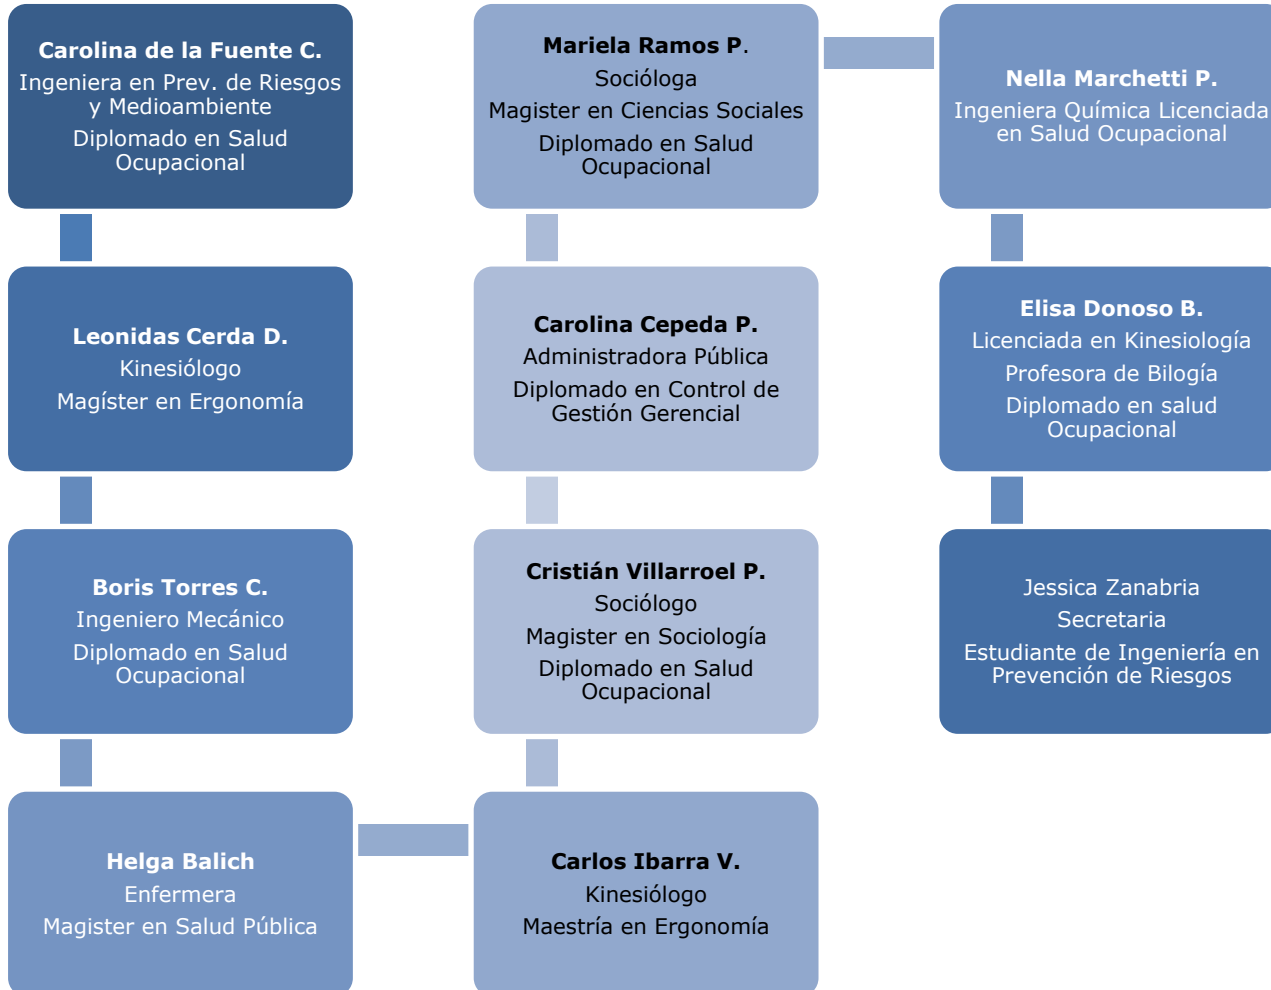 Carolina de la Fuente C.
Ingeniera en Prev. de Riesgos
y Medioambiente
Diplomado en Salud
Ocupacional
Leonidas Cerda D.
Kinesiólogo
Magíster en Ergonomía
Boris Torres C.
Ingeniero Mecánico
Diplomado en Salud
Ocupacional
Helga Balich
Enfermera
Magister en Salud Pública
Carlos Ibarra V.
Kinesiólogo
Maestría en Ergonomía
Cristián Villarroel P.
Sociólogo
Magister en Sociología
Diplomado en Salud
Ocupacional
Carolina Cepeda P.
Administradora Pública
Diplomado en Control de
Gestión Gerencial
Mariela Ramos P.
Socióloga
Magister en Ciencias Sociales
Diplomado en Salud
Ocupacional
Nella Marchetti P.
Ingeniera Química Licenciada
en Salud Ocupacional
Elisa Donoso B.
Licenciada en Kinesiología
Profesora de Bilogía
Diplomado en salud
Ocupacional
Jessica Zanabria
Secretaria
Estudiante de Ingeniería en
Prevención de Riesgos